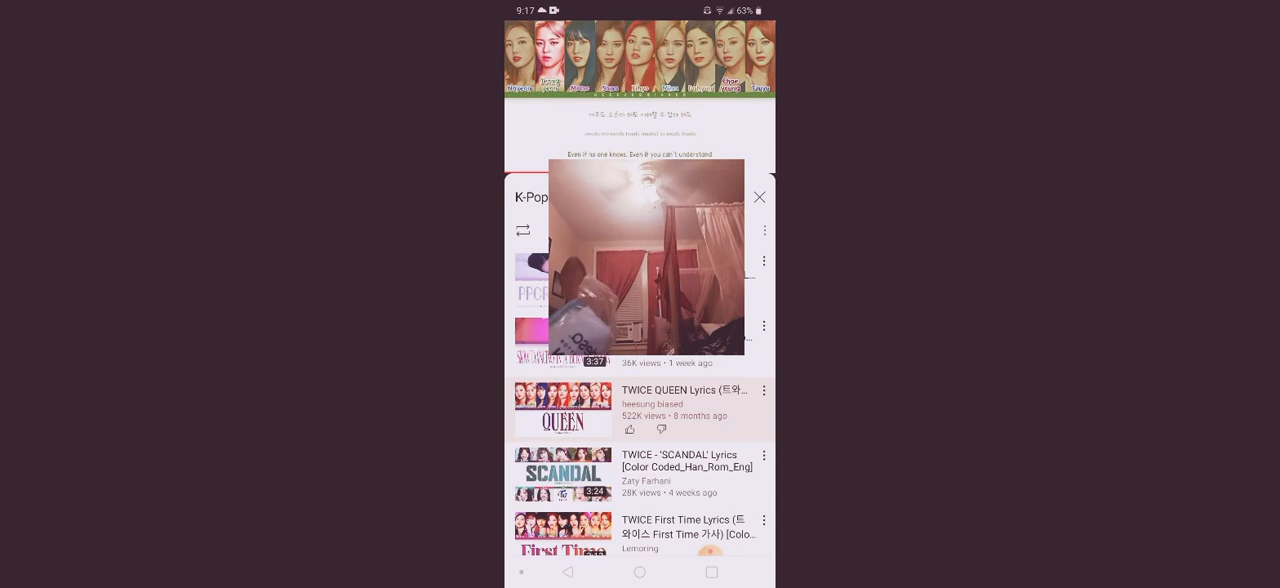 9:17
63%
Nayeon
Jeong
yeon
Momo
Sana
Jihyo
Mina
Dahyun
Chae
young
Tzuyu
Even if no one knows, Even if you can't understand
K-Pop
3:37
36K views • 1 week ago
TWICE QUEEN Lyrics (트와...
heesung biased
522K views • 8 months ago
QUEEN
TWICE - 'SCANDAL' Lyrics
[Color Coded_Han_Rom_Eng]
Zaty Farhani
28K views • 4 weeks ago
SCANDAL
3:24
TWICE First Time Lyrics (트
와이스 First Time 가사) [Colo...
Lemoring
First Time